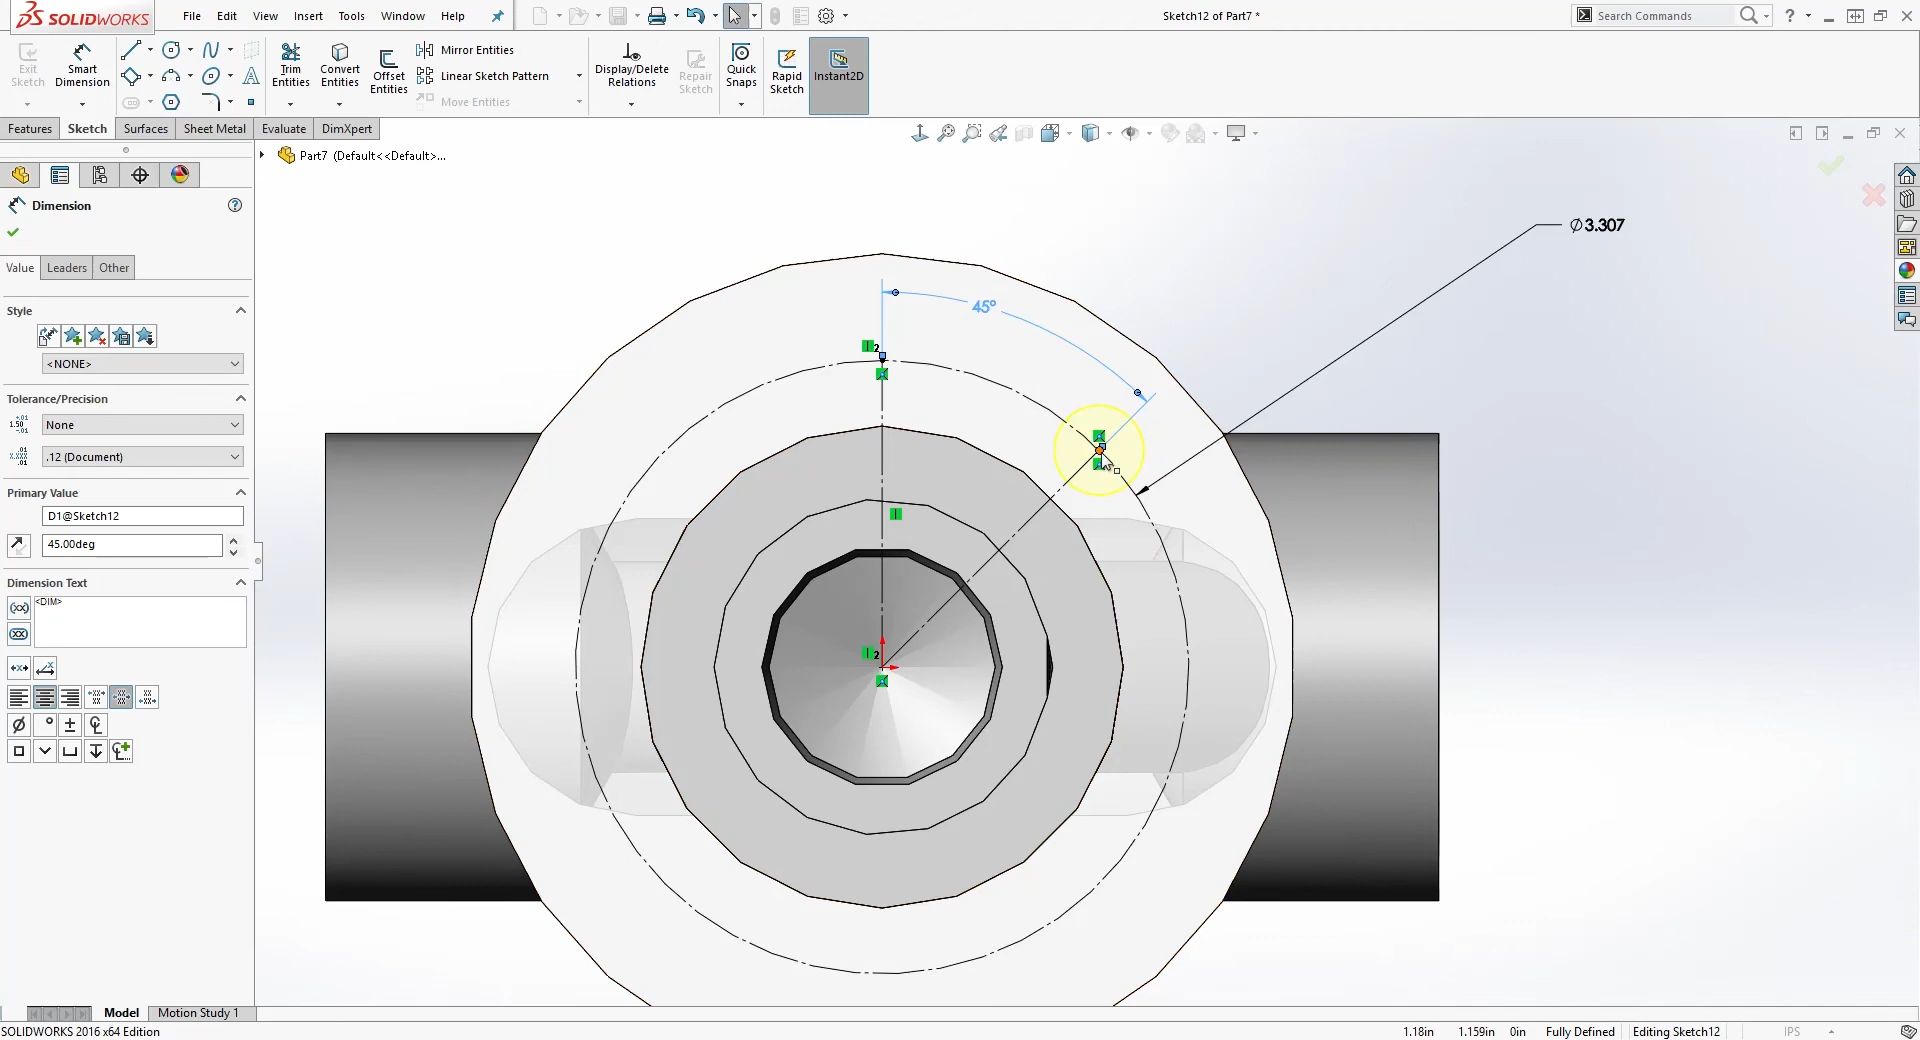 SOLIDWORKS
File Edit View Insert Tools Window Help
Sketch12 of Part7 *
Search Commands
Exit Sketch
Smart Dimension
Trim Entities
Convert Entities
Offset Entities
Mirror Entities
Linear Sketch Pattern
Move Entities
Display/Delete Relations
Repair Sketch
Quick Snaps
Rapid Sketch
Instant2D
Features Sketch Surfaces Sheet Metal Evaluate DimXpert
Part7 (Default<<Default>...
Dimension
Value Leaders Other
Style
<NONE>
Tolerance/Precision
None
.12 (Document)
Primary Value
D1@Sketch12
45.00deg
Dimension Text
<DIM>
∅3.307
45°
2
2
Model Motion Study 1
SOLIDWORKS 2016 x64 Edition
1.18in 1.159in 0in Fully Defined Editing Sketch12 IPS